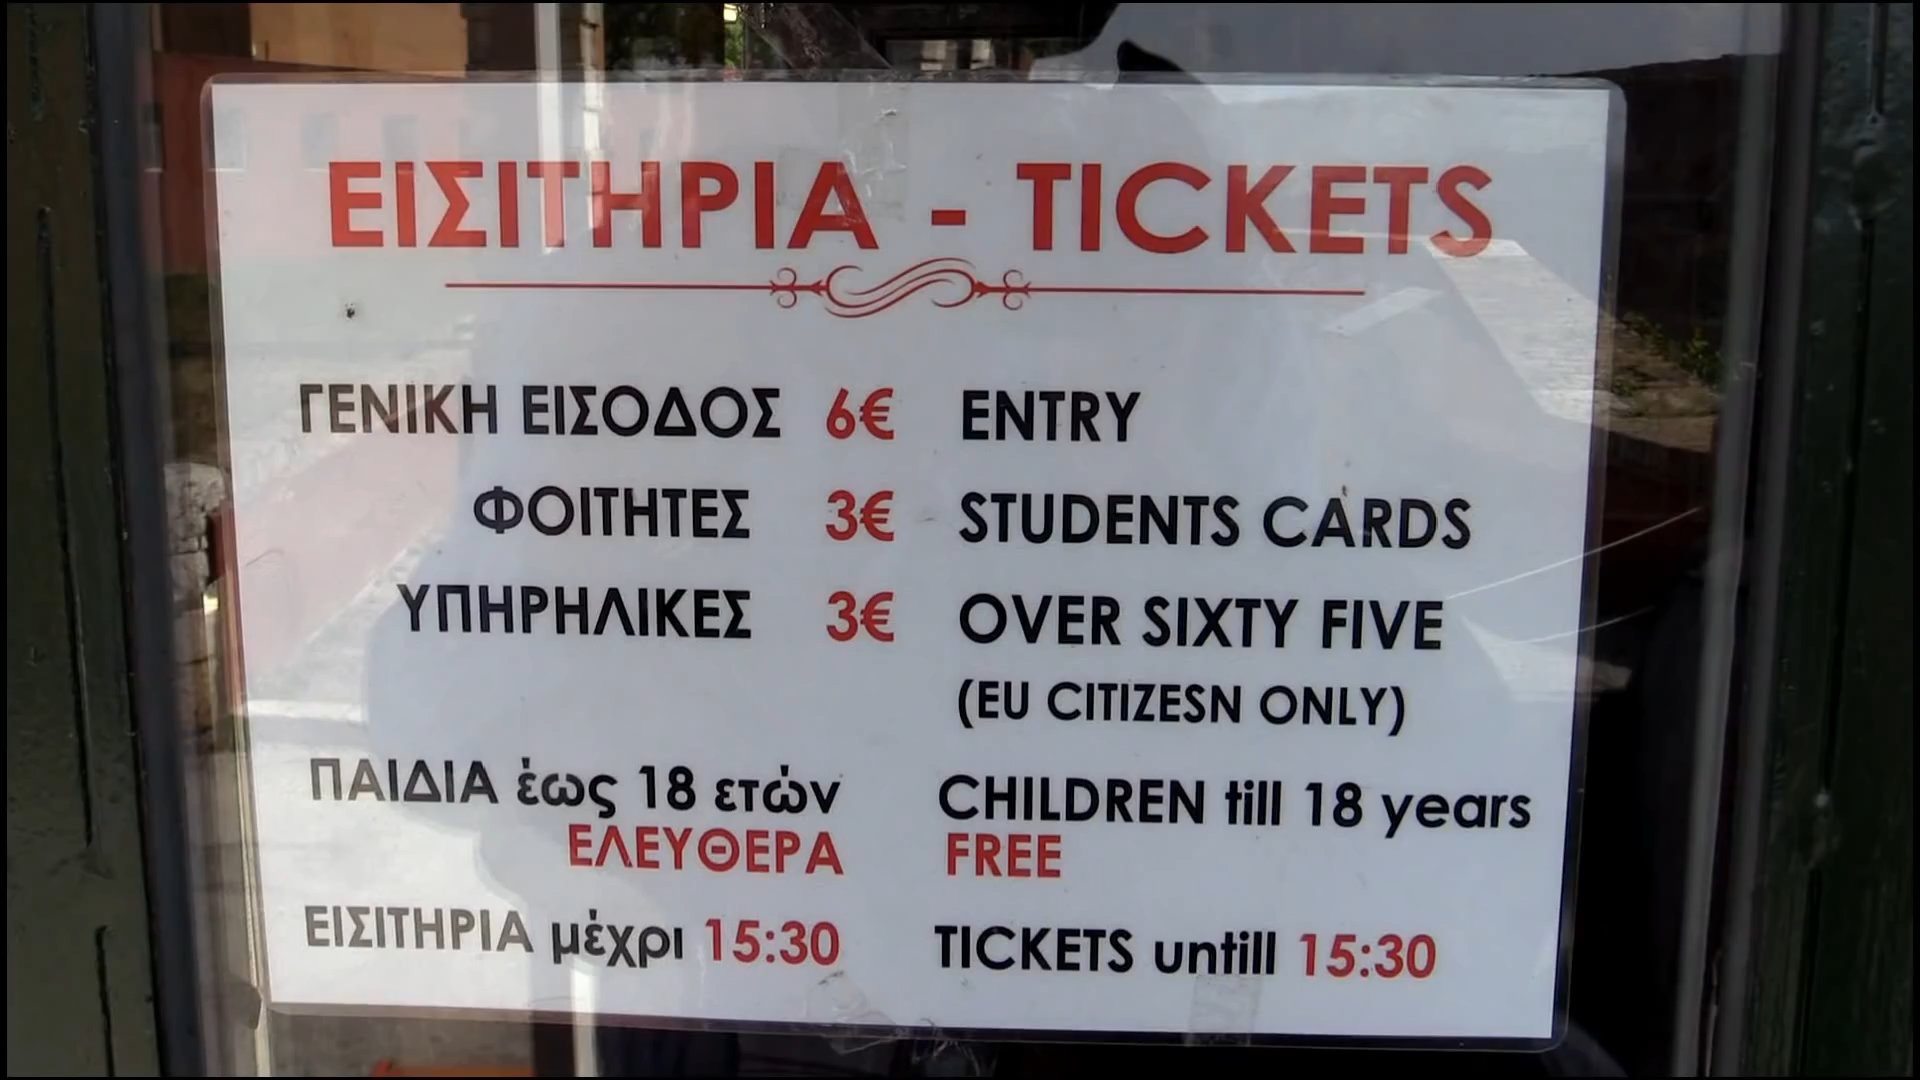 ΕΙΣΙΤΗΡΙΑ - TICKETS
ΓΕΝΙΚΗ ΕΙΣΟΔΟΣ 6€ ENTRY
ΦΟΙΤΗΤΕΣ 3€ STUDENTS CARDS
ΥΠΗΡΗΛΙΚΕΣ 3€ OVER SIXTY FIVE
(EU CITIZESN ONLY)
ΠΑΙΔΙΑ έως 18 ετών CHILDREN till 18 years
ΕΛΕΥΘΕΡΑ FREE
ΕΙΣΙΤΗΡΙΑ μέχρι 15:30 TICKETS untill 15:30